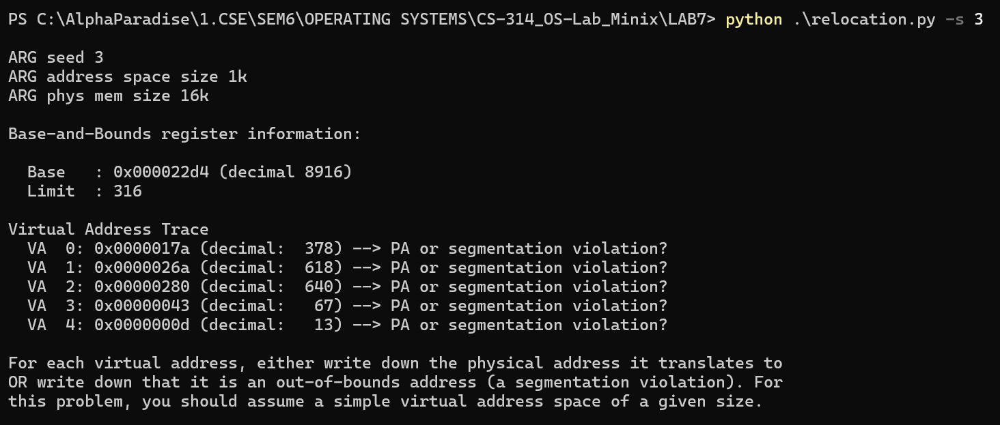 PS C:\AlphaParadise\1.CSE\SEM6\OPERATING SYSTEMS\CS-314_OS-Lab_Minix\LAB7> python .\relocation.py -s 3
ARG seed 3
ARG address space size 1k
ARG phys mem size 16k
Base-and-Bounds register information:
Base   : 0x000022d4 (decimal 8916)
Limit  : 316
Virtual Address Trace
VA  0: 0x0000017a (decimal:  378) --> PA or segmentation violation?
VA  1: 0x0000026a (decimal:  618) --> PA or segmentation violation?
VA  2: 0x00000280 (decimal:  640) --> PA or segmentation violation?
VA  3: 0x00000043 (decimal:   67) --> PA or segmentation violation?
VA  4: 0x0000000d (decimal:   13) --> PA or segmentation violation?
For each virtual address, either write down the physical address it translates to
OR write down that it is an out-of-bounds address (a segmentation violation). For
this problem, you should assume a simple virtual address space of a given size.